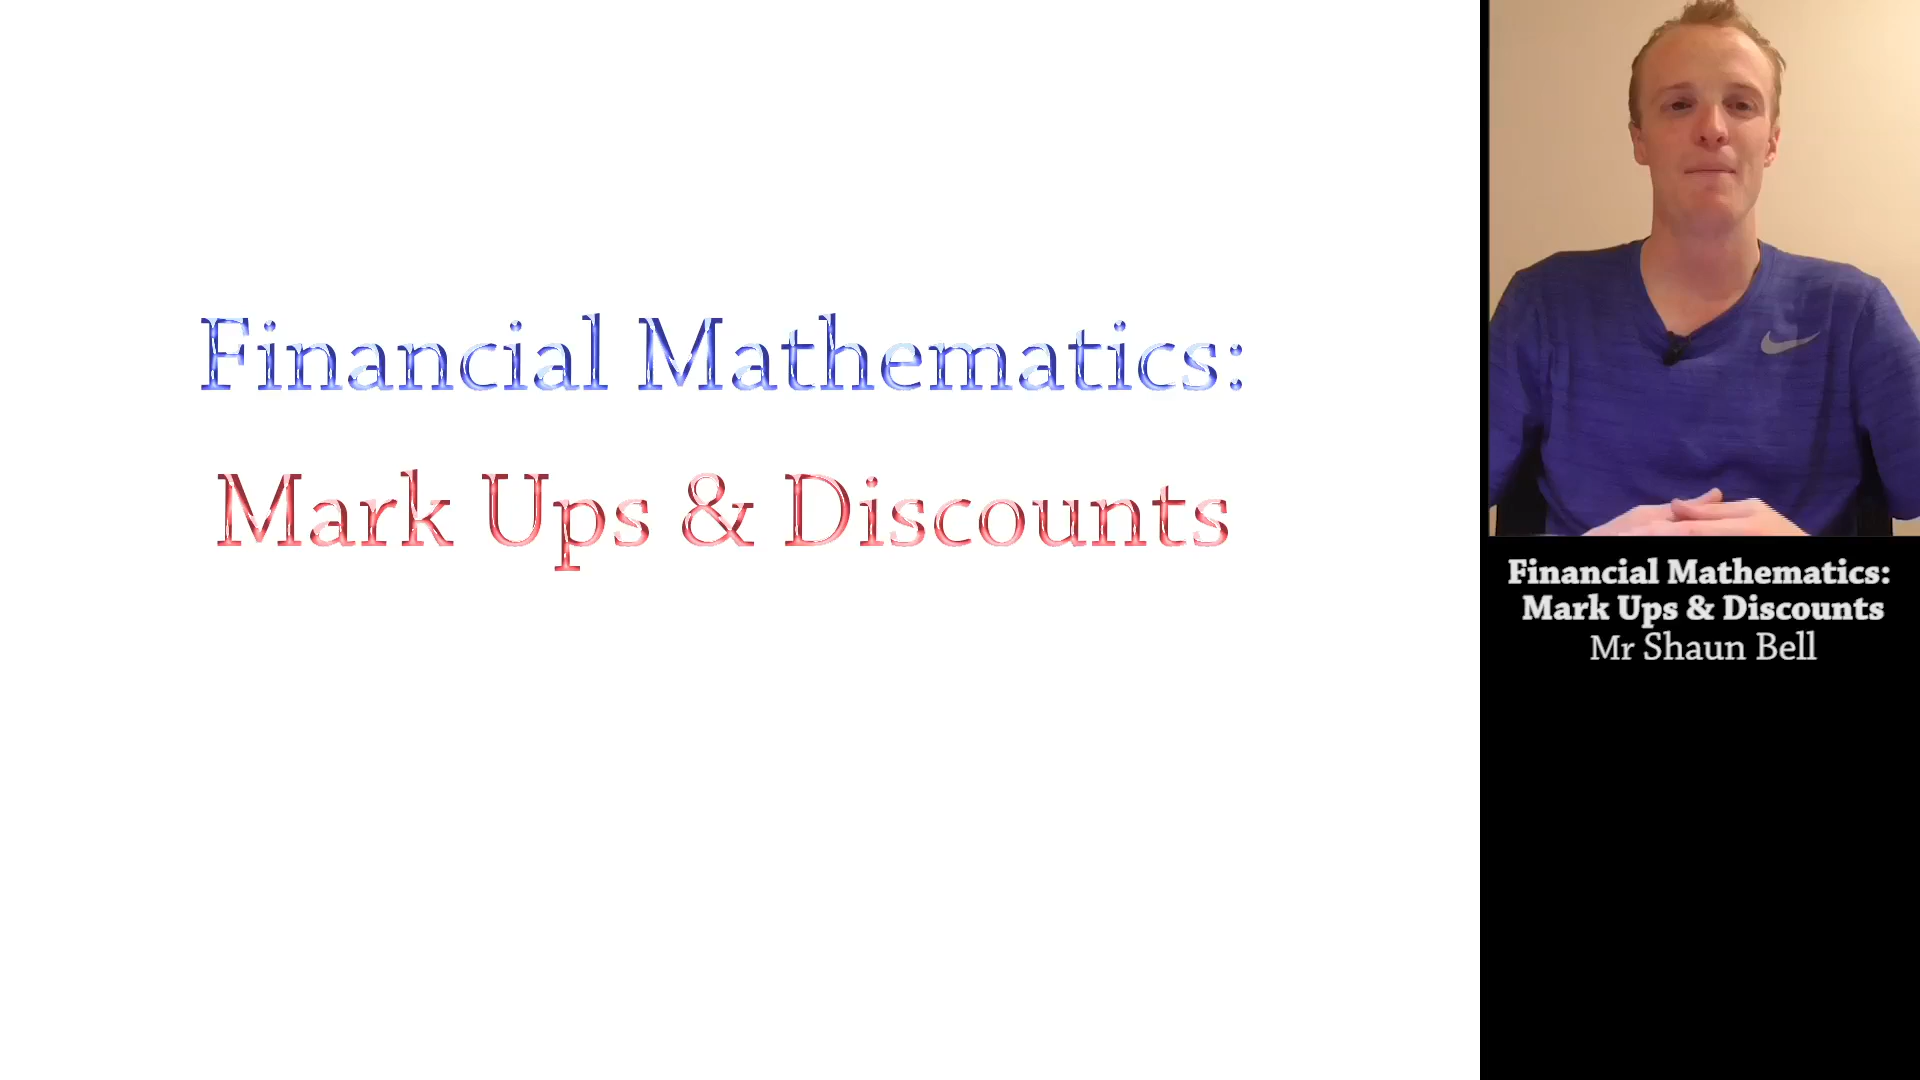 Financial Mathematics:
Mark Ups & Discounts
Financial Mathematics:
Mark Ups & Discounts
Mr Shaun Bell